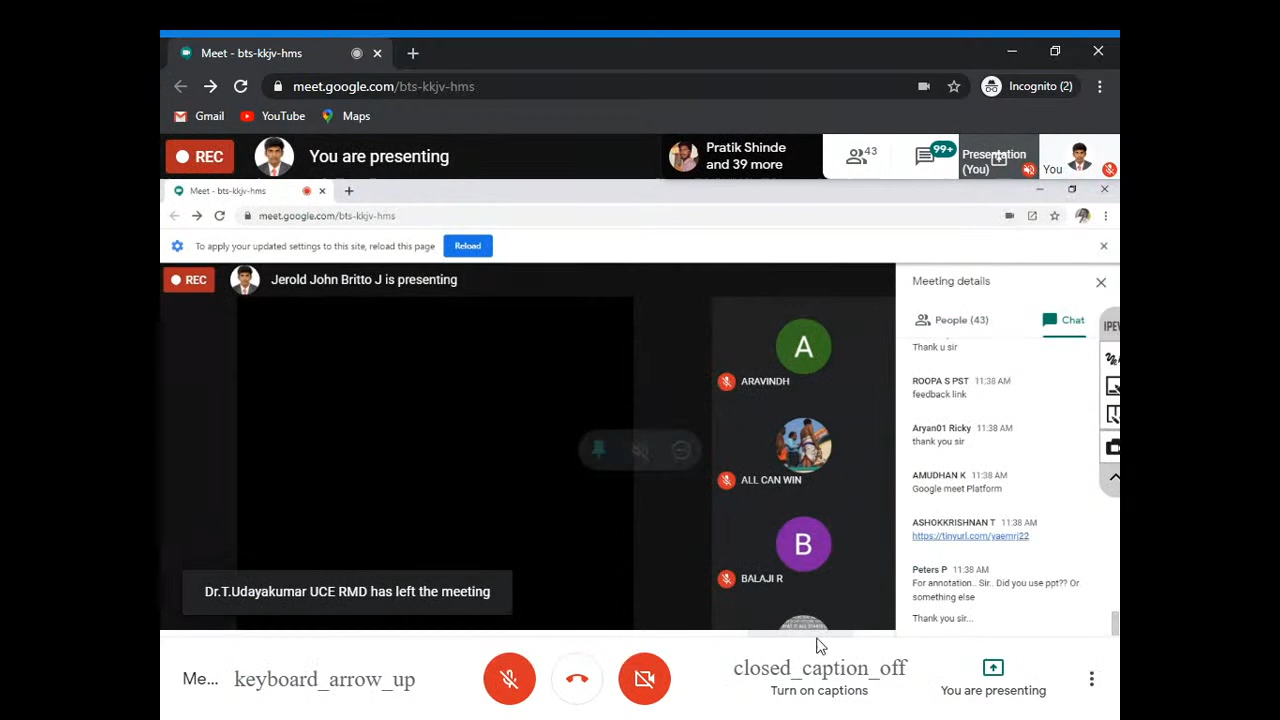 Meet - bts-kkjv-hms
meet.google.com/bts-kkjv-hms
Incognito (2)
Gmail
YouTube
Maps
REC
You are presenting
Pratik Shinde
and 39 more
43
99+
Presentation
(You)
You
Meet - bts-kkjv-hms
meet.google.com/bts-kkjv-hms
To apply your updated settings to this site, reload this page
Reload
REC
Jerold John Britto J is presenting
A
ARAVINDH
ALL CAN WIN
B
BALAJI R
Dr.T.Udayakumar UCE RMD has left the meeting
Meeting details
People (43)
Chat
Thank u sir
ROOPA S PST 11:38 AM
feedback link
Aryan01 Ricky 11:38 AM
thank you sir
AMUDHAN K 11:38 AM
Google meet Platform
ASHOKKRISHNAN T 11:38 AM
https://tinyurl.com/yaemrj22
Peters P 11:38 AM
For annotation.. Sir.. Did you use ppt?? Or
something else
Thank you sir...
IPEV
Me...
keyboard_arrow_up
closed_caption_off
Turn on captions
You are presenting